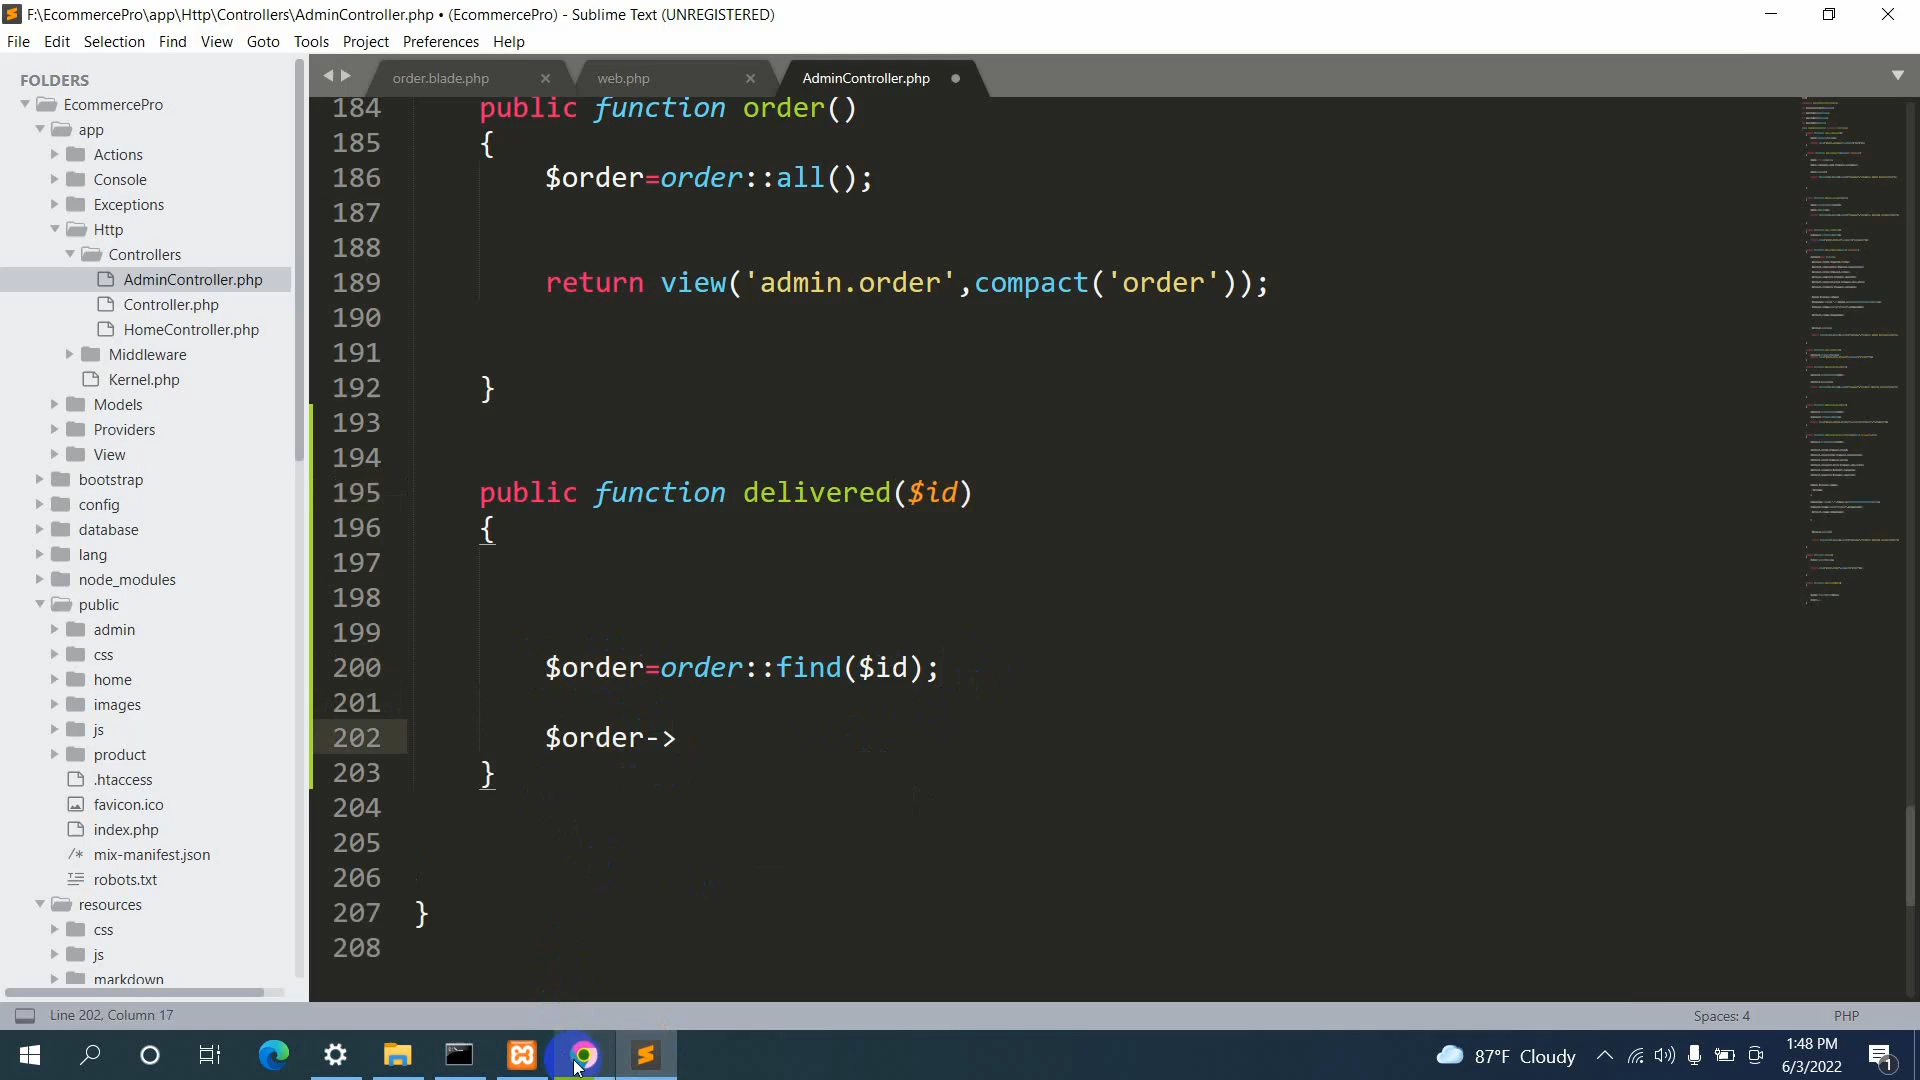 F:\EcommercePro\app\Http\Controllers\AdminController.php • (EcommercePro) - Sublime Text (UNREGISTERED)
File Edit Selection Find View Goto Tools Project Preferences Help
FOLDERS
EcommercePro
app
Actions
Console
Exceptions
Http
Controllers
AdminController.php
Controller.php
HomeController.php
Middleware
Kernel.php
Models
Providers
View
bootstrap
config
database
lang
node_modules
public
admin
css
home
images
js
product
.htaccess
favicon.ico
index.php
mix-manifest.json
robots.txt
resources
css
js
markdown
order.blade.php web.php AdminController.php
184 public function order()
185 {
186 $order=order::all();
187
188
189 return view('admin.order',compact('order'));
190
191
192 }
193
194
195 public function delivered($id)
196 {
197
198
199
200 $order=order::find($id);
201
202 $order->
203 }
204
205
206
207 }
208
Line 202, Column 17 Spaces: 4 PHP
87°F Cloudy 1:48 PM
6/3/2022
1